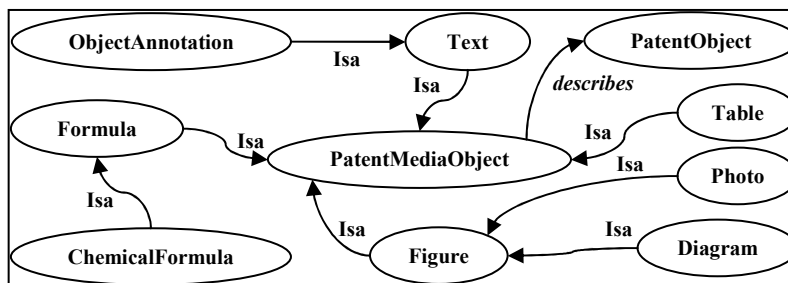 ObjectAnnotation
Isa
Text
PatentObject
Isa
describes
Formula
Isa
PatentMediaObject
Isa
Table
Isa
Photo
Isa
Isa
ChemicalFormula
Figure
Isa
Diagram